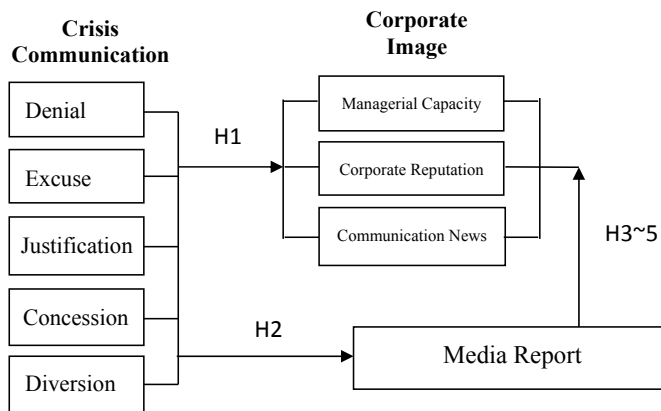 Crisis
Communication
Corporate
Image
Denial
Excuse
Justification
Concession
Diversion
H1
H2
Managerial Capacity
Corporate Reputation
Communication News
H3~5
Media Report